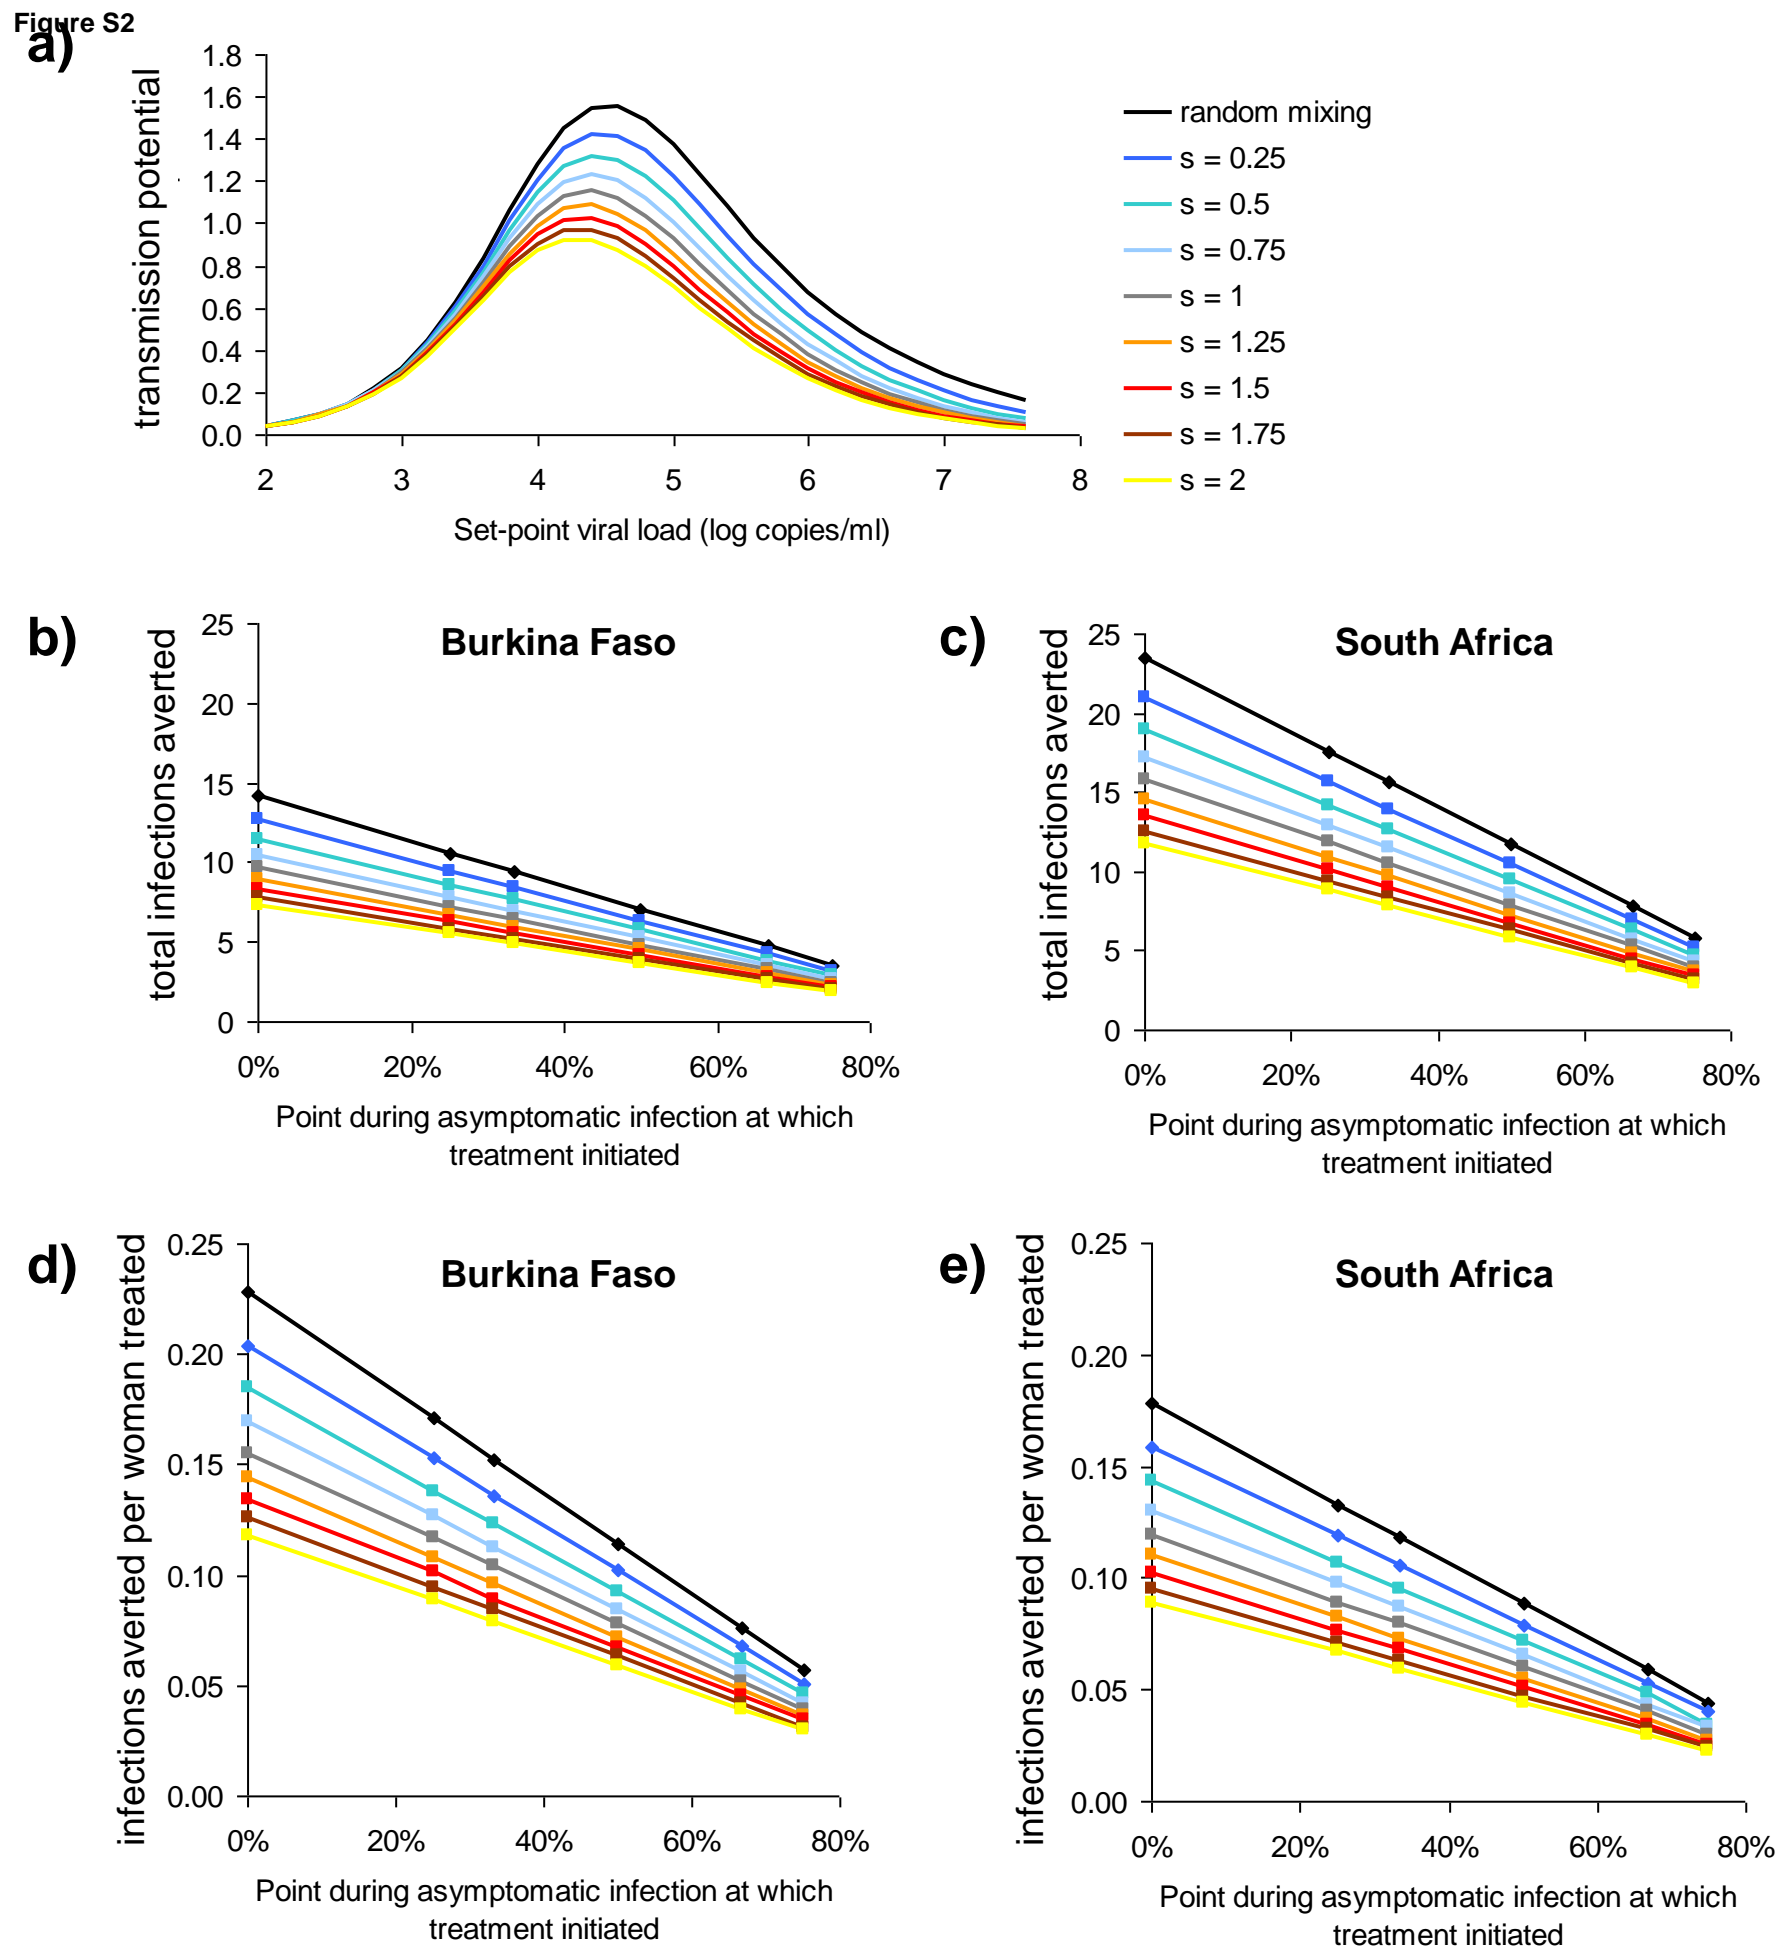 Figure S2
a)
transmission potential
1.8
1.6
1.4
1.2
1.0
0.8
0.6
0.4
0.2
0.0
2 3 4 5 6 7 8
Set-point viral load (log copies/ml)
random mixing
s = 0.25
s = 0.5
s = 0.75
s = 1
s = 1.25
s = 1.5
s = 1.75
s = 2
b)
Burkina Faso
total infections averted
25
20
15
10
5
0
0% 20% 40% 60% 80%
Point during asymptomatic infection at which
treatment initiated
c)
South Africa
total infections averted
25
20
15
10
5
0
0% 20% 40% 60% 80%
Point during asymptomatic infection at which
treatment initiated
d)
Burkina Faso
infections averted per woman treated
0.25
0.20
0.15
0.10
0.05
0.00
0% 20% 40% 60% 80%
Point during asymptomatic infection at which
treatment initiated
e)
South Africa
infections averted per woman treated
0.25
0.20
0.15
0.10
0.05
0.00
0% 20% 40% 60% 80%
Point during asymptomatic infection at which
treatment initiated